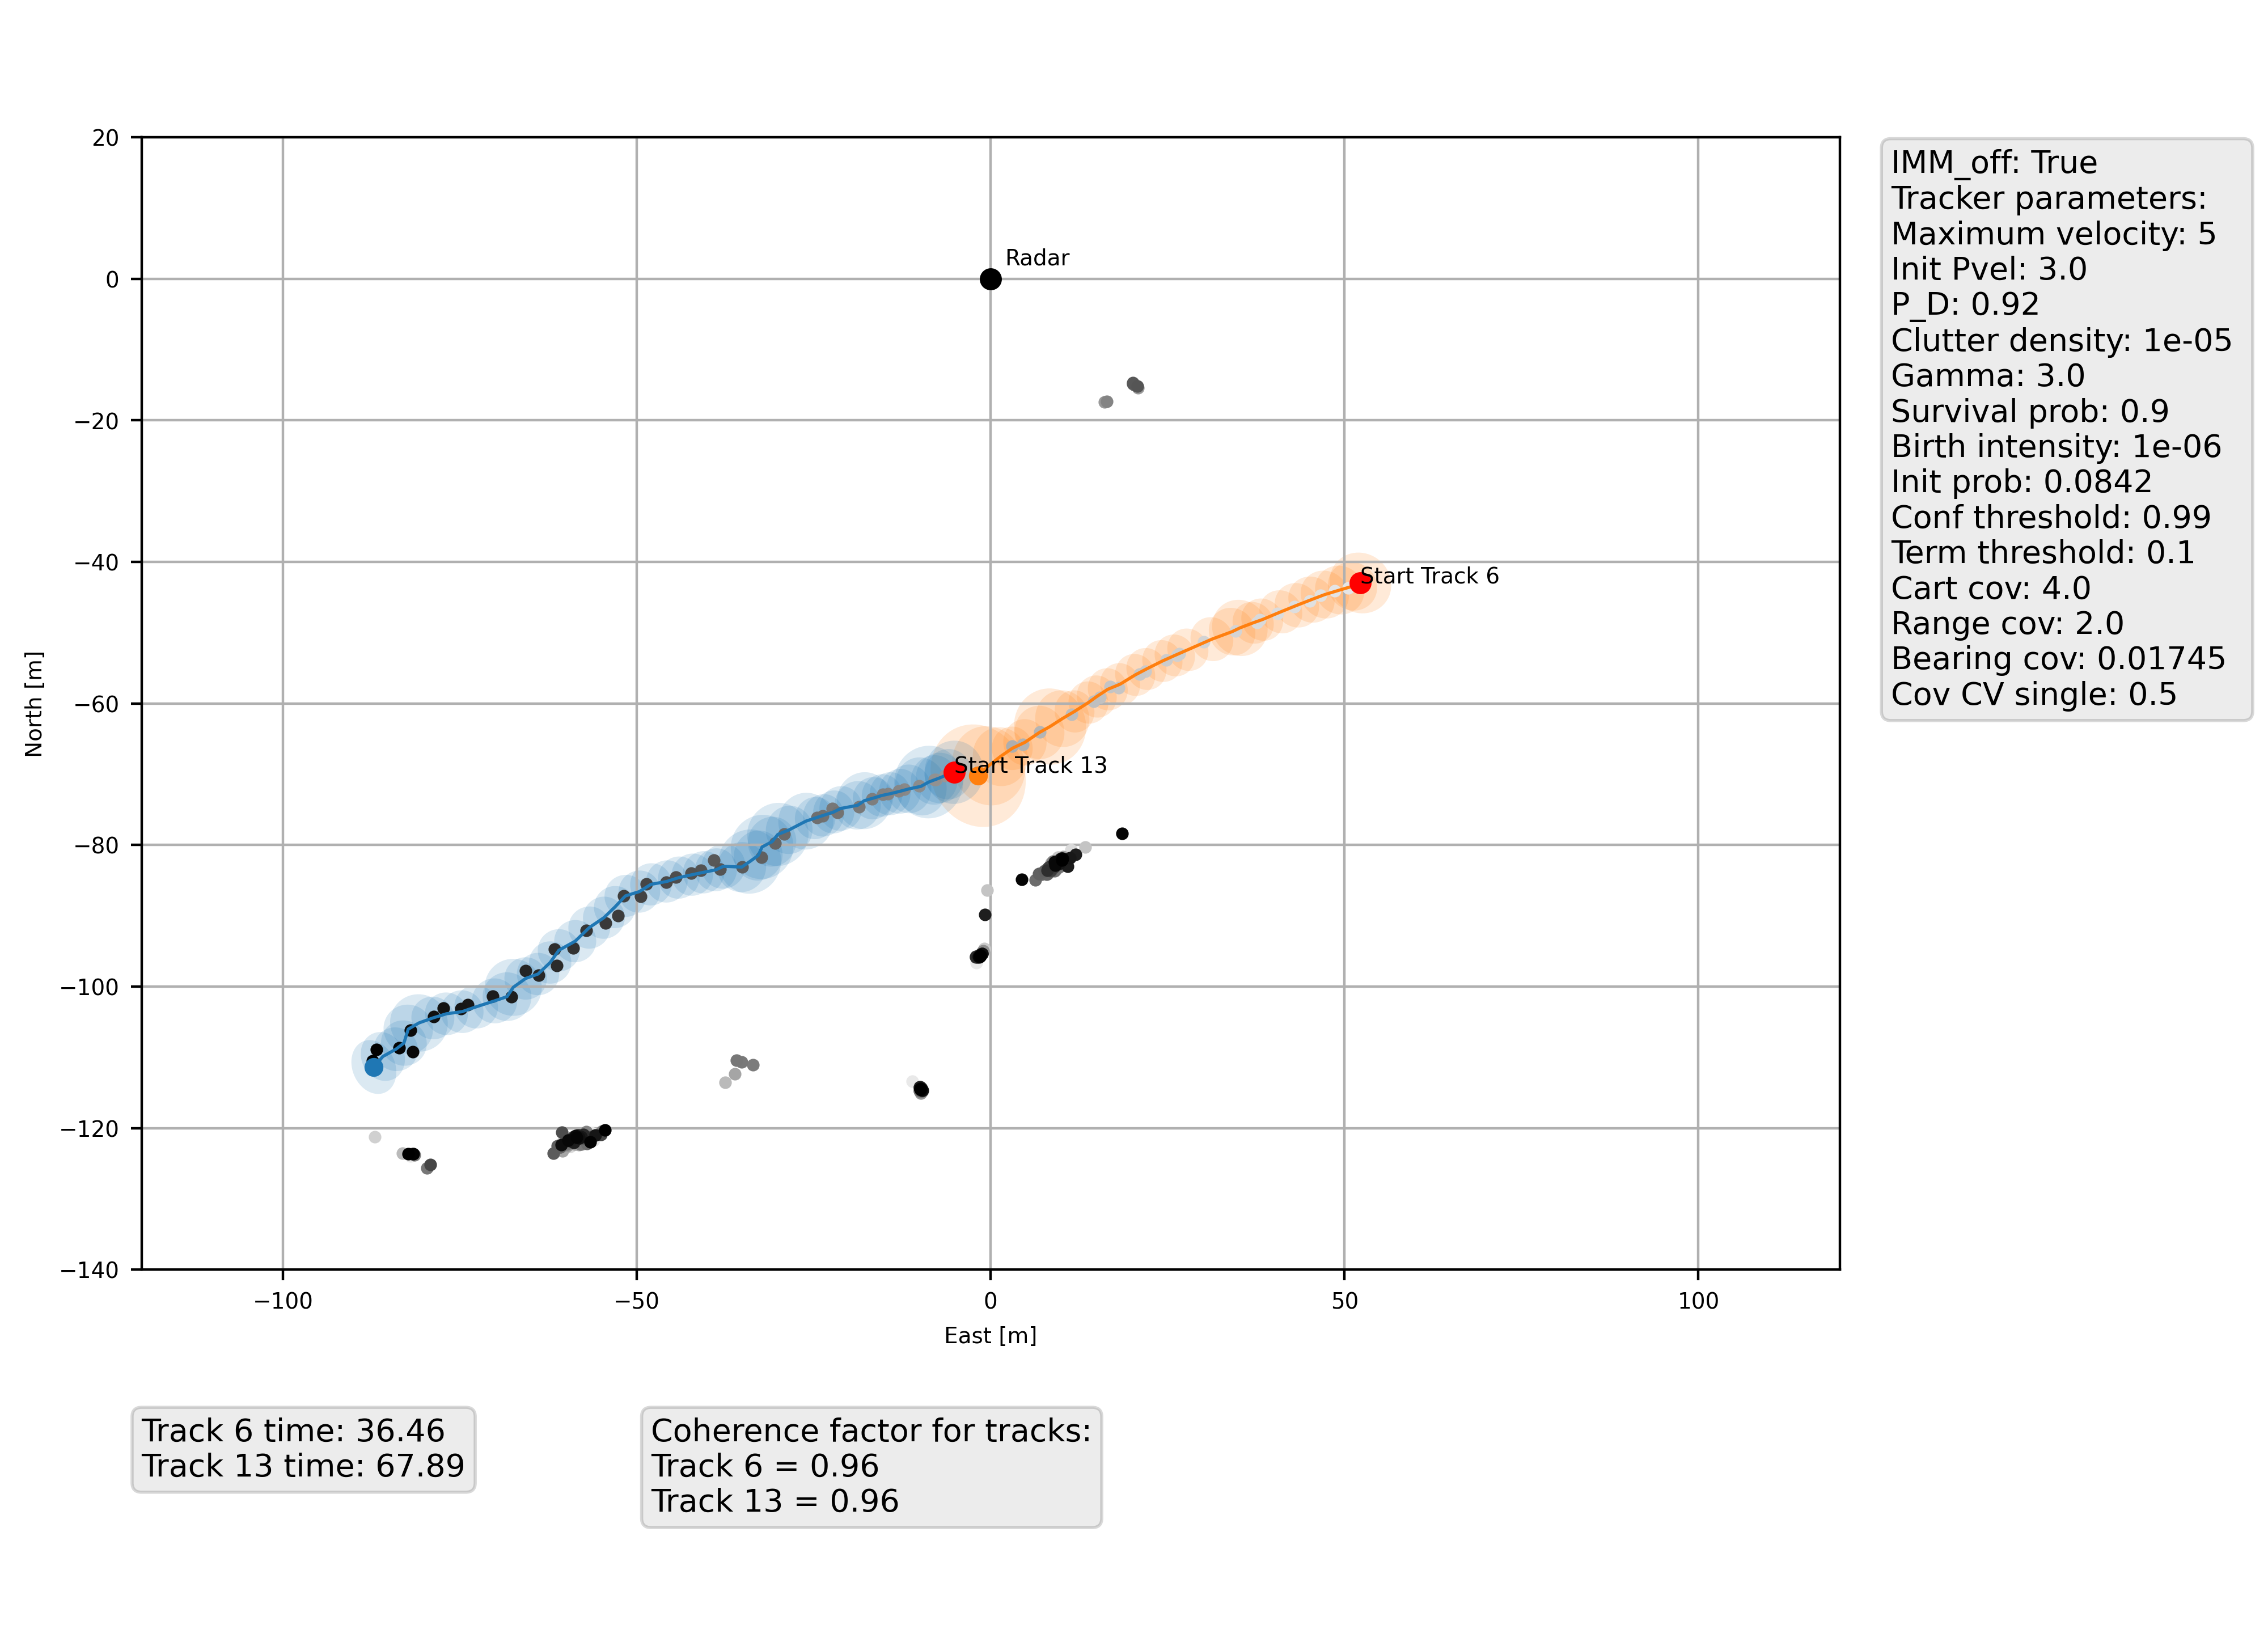 20
0
−20
−40
−60
−80
−100
−120
−140
North [m]
Radar
Start Track 6
Start Track 13
−100
−50
0
50
100
East [m]
IMM_off: True
Tracker parameters:
Maximum velocity: 5
Init Pvel: 3.0
P_D: 0.92
Clutter density: 1e-05
Gamma: 3.0
Survival prob: 0.9
Birth intensity: 1e-06
Init prob: 0.0842
Conf threshold: 0.99
Term threshold: 0.1
Cart cov: 4.0
Range cov: 2.0
Bearing cov: 0.01745
Cov CV single: 0.5
Track 6 time: 36.46
Track 13 time: 67.89
Coherence factor for tracks:
Track 6 = 0.96
Track 13 = 0.96